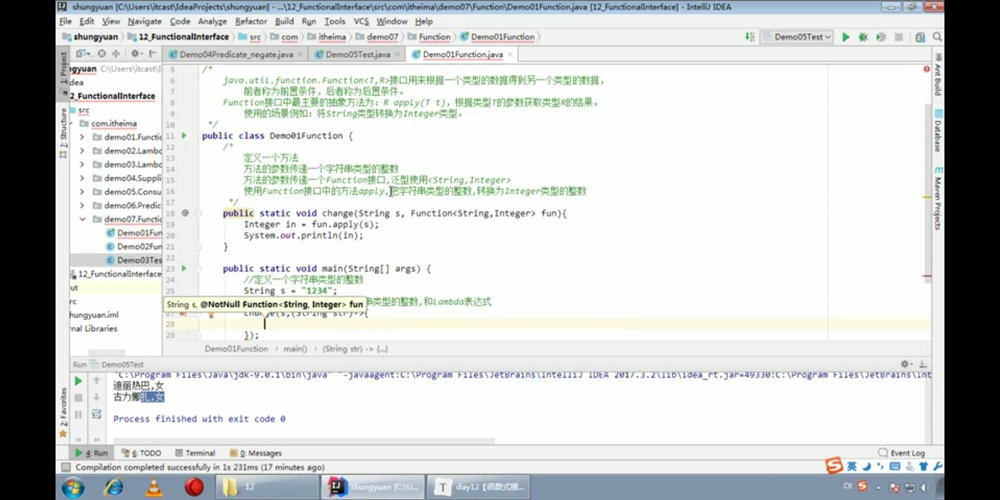 shungyuan [C:\Users\itcast\IdeaProjects\shungyuan] - ...\12_FunctionalInterface\src\com\itheima\demo07\Function\Demo01Function.java [12_FunctionalInterface] - IntelliJ IDEA
File Edit View Navigate Code Analyze Refactor Build Run Tools VCS Window Help
shungyuan 12_FunctionalInterface src com itheima demo07 Function Demo01Function Demo05Test
Demo04Predicate_negate.java Demo05Test.java Demo01Function.java
1: Project
Z: Structure
2: Favorites
ngyuan C:\Users\itcast\I
dea
2_FunctionalInterface
src
com.itheima
demo01.Functic
demo02.Lambc
demo03.Lambc
demo04.Suppli
demo05.Consu
demo06.Predic
demo07.Functic
Demo01Fun
Demo02Fun
Demo03Tes
12_FunctionalInterface
ut
rc
hungyuan.iml
nal Libraries
5 /*
6 java.util.function.Function<T,R>接口用来根据一个类型的数据得到另一个类型的数据，
7 前者称为前置条件，后者称为后置条件。
8 Function接口中最主要的抽象方法为：R apply(T t)，根据类型T的参数获取类型R的结果。
9 使用的场景例如：将String类型转换为Integer类型。
10 */
11 public class Demo01Function {
12 /*
13 定义一个方法
14 方法的参数传递一个字符串类型的整数
15 方法的参数传递一个Function接口,泛型使用<String,Integer>
16 使用Function接口中的方法apply,把字符串类型的整数,转换为Integer类型的整数
17 */
18 public static void change(String s, Function<String,Integer> fun){
19 Integer in = fun.apply(s);
20 System.out.println(in);
21 }
22
23 public static void main(String[] args) {
24 //定义一个字符串类型的整数
25 String s = "1234";
String s, @NotNull Function<String, Integer> fun
串类型的整数,和Lambda表达式
27 change(s,(String str)->{
28
29 });
Demo01Function main() (String str) -> {...}
Ant Build
Database
Maven Projects
Run Demo05Test
"C:\Program Files\Java\jdk-9.0.1\bin\java" "-javaagent:C:\Program Files\JetBrains\IntelliJ IDEA 2017.3.2\lib\idea_rt.jar=49330:C:\Program Files\JetBrains\Int
迪丽热巴,女
古力娜扎,女
Process finished with exit code 0
4: Run 6: TODO Terminal 0: Messages Event Log
Compilation completed successfully in 1s 231ms (17 minutes ago)
英
12 shungyuan [C:\U... day12【函数式接...
CH